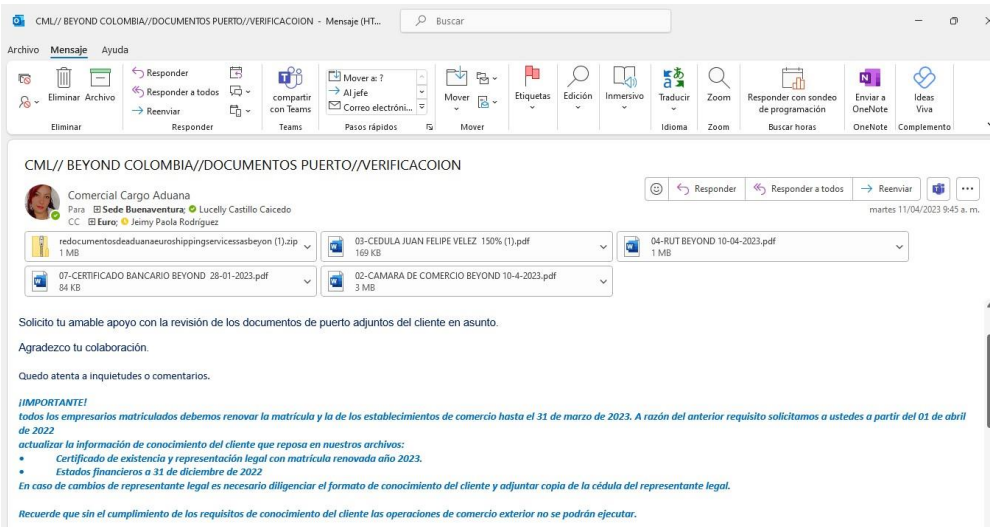 CML// BEYOND COLOMBIA//DOCUMENTOS PUERTO//VERIFICACOION - Mensaje (HT...
Buscar
Archivo Mensaje Ayuda
Eliminar Archivo
Responder
Responder a todos
Reenviar
compartir con Teams
Mover a: ?
Al jefe
Correo electróni...
Mover
Etiquetas
Edición
Inmersivo
Traducir
Zoom
Responder con sondeo de programación
Enviar a OneNote
Ideas Viva
Eliminar Responder Teams Pasos rápidos Mover Idioma Zoom Buscar horas OneNote Complemento
CML// BEYOND COLOMBIA//DOCUMENTOS PUERTO//VERIFICACOION
Comercial Cargo Aduana
Responder Responder a todos Reenviar
Para Sede Buenaventura; Lucelly Castillo Caicedo
CC Euro; Jeimy Paola Rodríguez
martes 11/04/2023 9:45 a. m.
redocumentosdeaduanaeuroshippingservicessasbeyon (1).zip
1 MB
03-CEDULA JUAN FELIPE VELEZ 150% (1).pdf
169 KB
04-RUT BEYOND 10-04-2023.pdf
1 MB
07-CERTIFICADO BANCARIO BEYOND 28-01-2023.pdf
84 KB
02-CAMARA DE COMERCIO BEYOND 10-4-2023.pdf
3 MB
Solicito tu amable apoyo con la revisión de los documentos de puerto adjuntos del cliente en asunto.
Agradezco tu colaboración.
Quedo atenta a inquietudes o comentarios.
¡IMPORTANTE!
todos los empresarios matriculados debemos renovar la matrícula y la de los establecimientos de comercio hasta el 31 de marzo de 2023. A razón del anterior requisito solicitamos a ustedes a partir del 01 de abril
de 2022
actualizar la información de conocimiento del cliente que reposa en nuestros archivos:
• Certificado de existencia y representación legal con matrícula renovada año 2023.
• Estados financieros a 31 de diciembre de 2022
En caso de cambios de representante legal es necesario diligenciar el formato de conocimiento del cliente y adjuntar copia de la cédula del representante legal.
Recuerde que sin el cumplimiento de los requisitos de conocimiento del cliente las operaciones de comercio exterior no se podrán ejecutar.